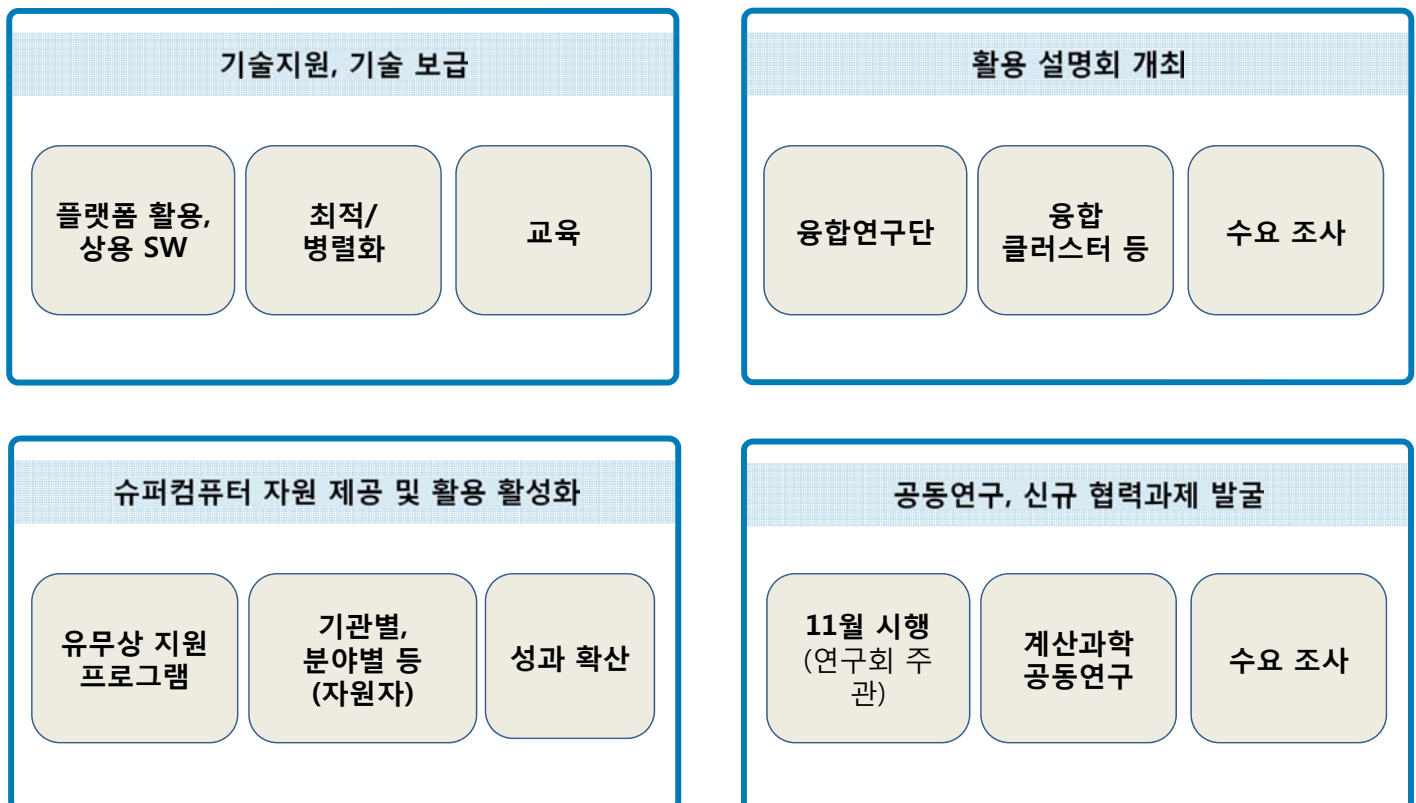 기술지원, 기술 보급
플랫폼 활용,
상용 SW
최적/
병렬화
교육
활용 설명회 개최
융합연구단
융합
클러스터 등
수요 조사
슈퍼컴퓨터 자원 제공 및 활용 활성화
유무상 지원
프로그램
기관별,
분야별 등
(자원자)
성과 확산
공동연구, 신규 협력과제 발굴
11월 시행
(연구회 주
관)
계산과학
공동연구
수요 조사